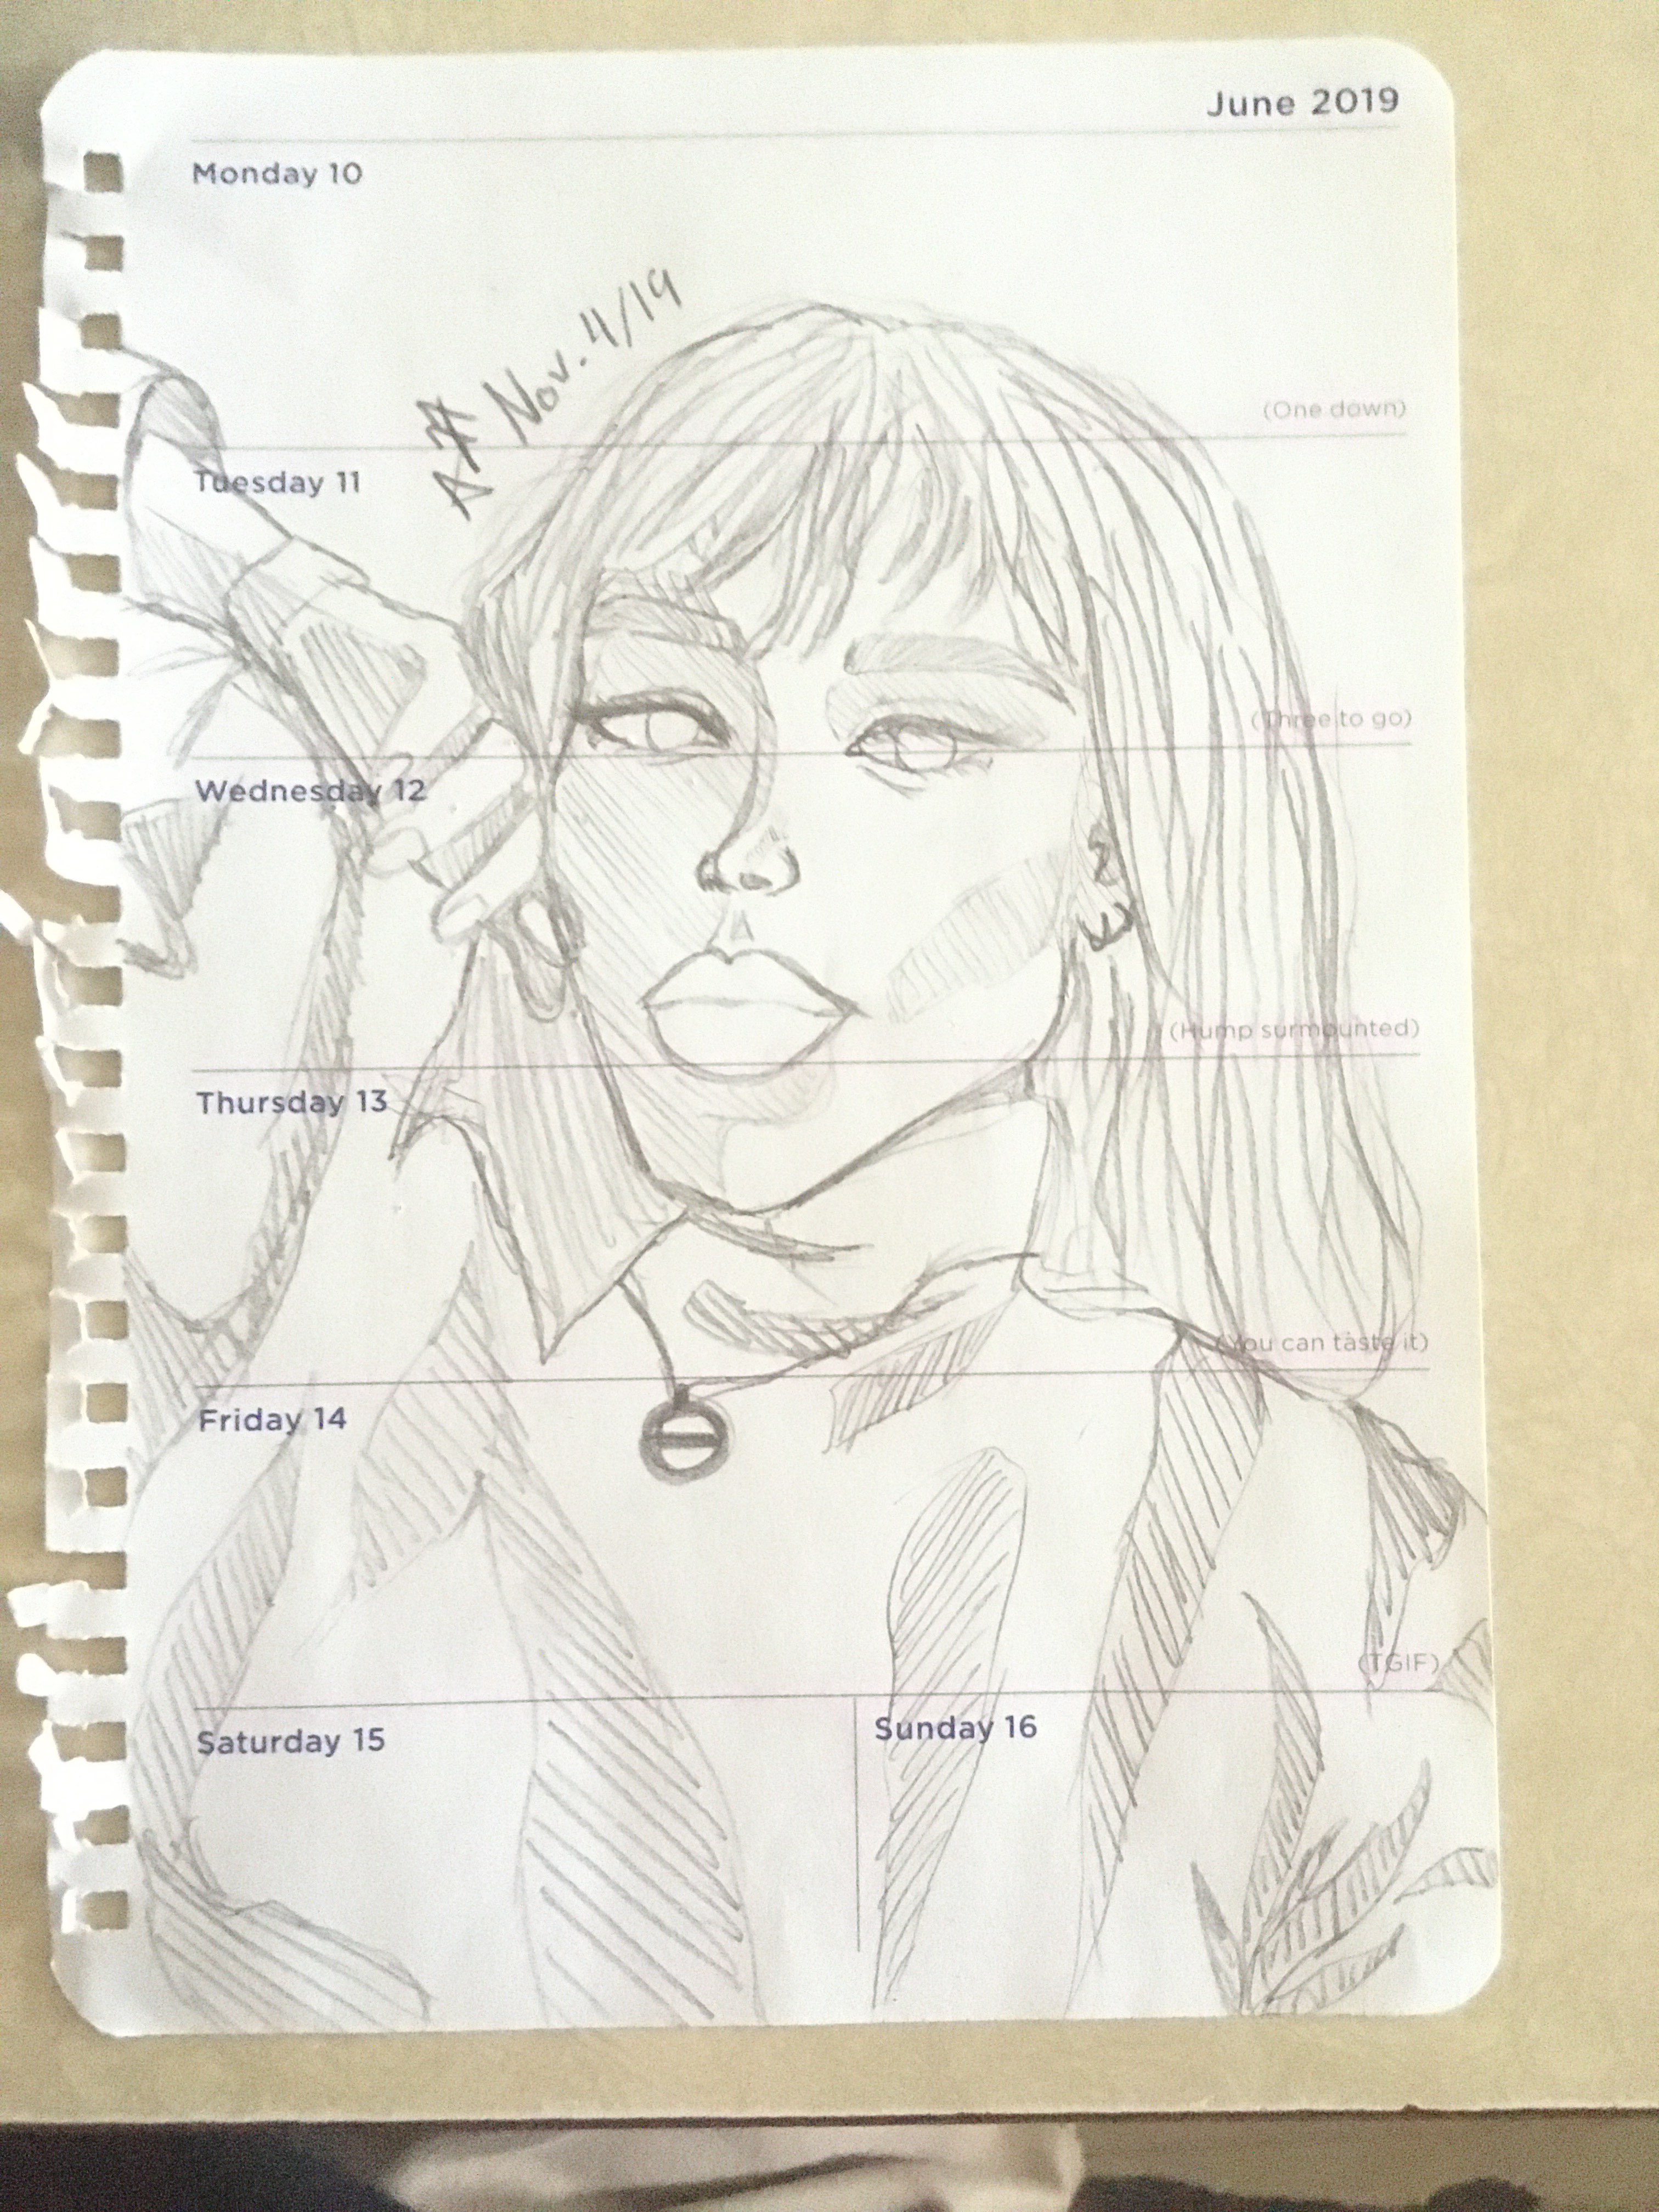 June 2019
Monday 10
Nov. 4/19
(One down)
Tuesday 11
(Three to go)
Wednesday 12
(Hump surmounted)
Thursday 13
(You can taste it)
Friday 14
(TGIF)
Saturday 15
Sunday 16